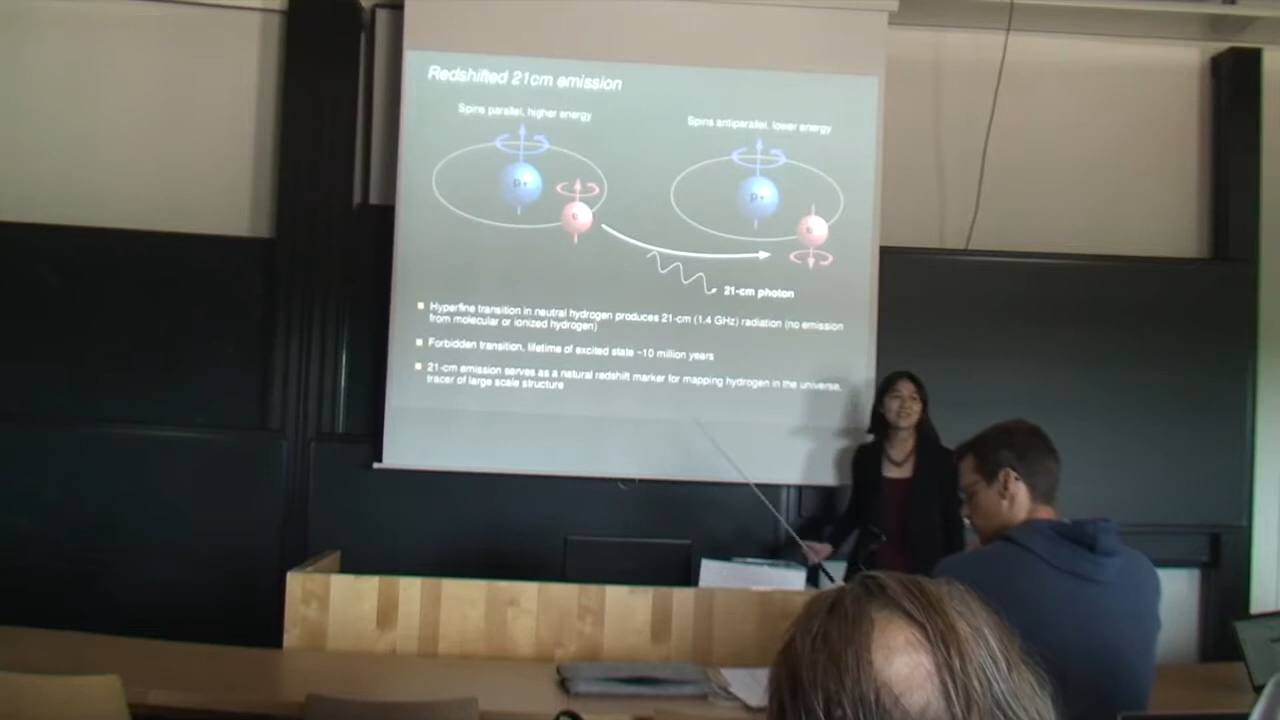 Redshifted 21cm emission
Spins parallel, higher energy
Spins antiparallel, lower energy
p+
p+
e
e
21-cm photon
Hyperfine transition in neutral hydrogen produces 21-cm (1.4 GHz) radiation (no emission
from molecular or ionized hydrogen)
Forbidden transition, lifetime of excited state ~10 million years
21-cm emission serves as a natural redshift marker for mapping hydrogen in the universe,
tracer of large scale structure